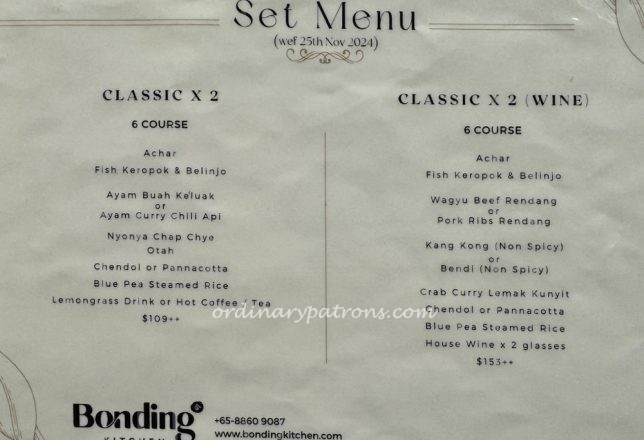 Set Menu
(wef 25th Nov 2024)
CLASSIC X 2
6 COURSE
Achar
Fish Keropok & Belinjo
Ayam Buah Ke'luak
or
Ayam Curry Chili Api
Nyonya Chap Chye
Otah
Chendol or Pannacotta
Blue Pea Steamed Rice
Lemongrass Drink or Hot Coffee / Tea
$109++
CLASSIC X 2 (WINE)
6 COURSE
Achar
Fish Keropok & Belinjo
Wagyu Beef Rendang
or
Pork Ribs Rendang
Kang Kong (Non Spicy)
or
Bendi (Non Spicy)
Crab Curry Lemak Kunyit
Chendol or Pannacotta
Blue Pea Steamed Rice
House Wine x 2 glasses
$153++
ordinarypatrons.com
Bonding
KITCHEN
+65-8860 9087
www.bondingkitchen.com